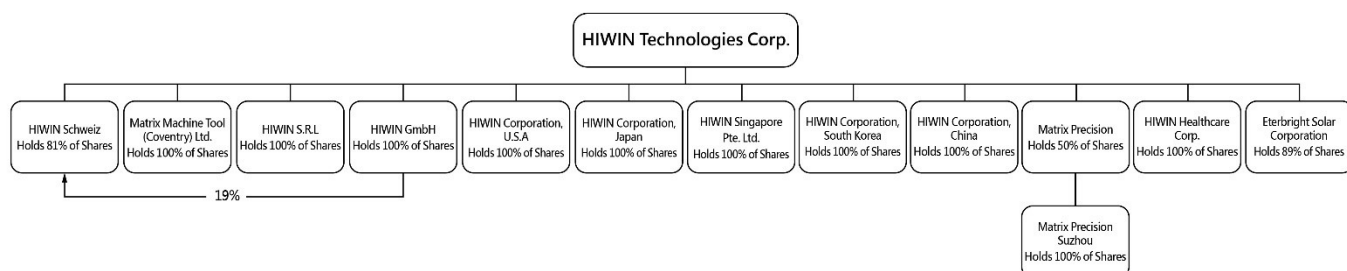 HIWIN Technologies Corp.
HIWIN Schweiz
Holds 81% of Shares
Matrix Machine Tool
(Coventry) Ltd.
Holds 100% of Shares
HIWIN S.R.L
Holds 100% of Shares
HIWIN GmbH
Holds 100% of Shares
HIWIN Corporation,
U.S.A
Holds 100% of Shares
HIWIN Corporation,
Japan
Holds 100% of Shares
HIWIN Singapore
Pte. Ltd.
Holds 100% of Shares
HIWIN Corporation,
South Korea
Holds 100% of Shares
HIWIN Corporation,
China
Holds 100% of Shares
Matrix Precision
Holds 50% of Shares
HIWIN Healthcare
Corp.
Holds 100% of Shares
Eterbright Solar
Corporation
Holds 89% of Shares
19%
Matrix Precision
Suzhou
Holds 100% of Shares